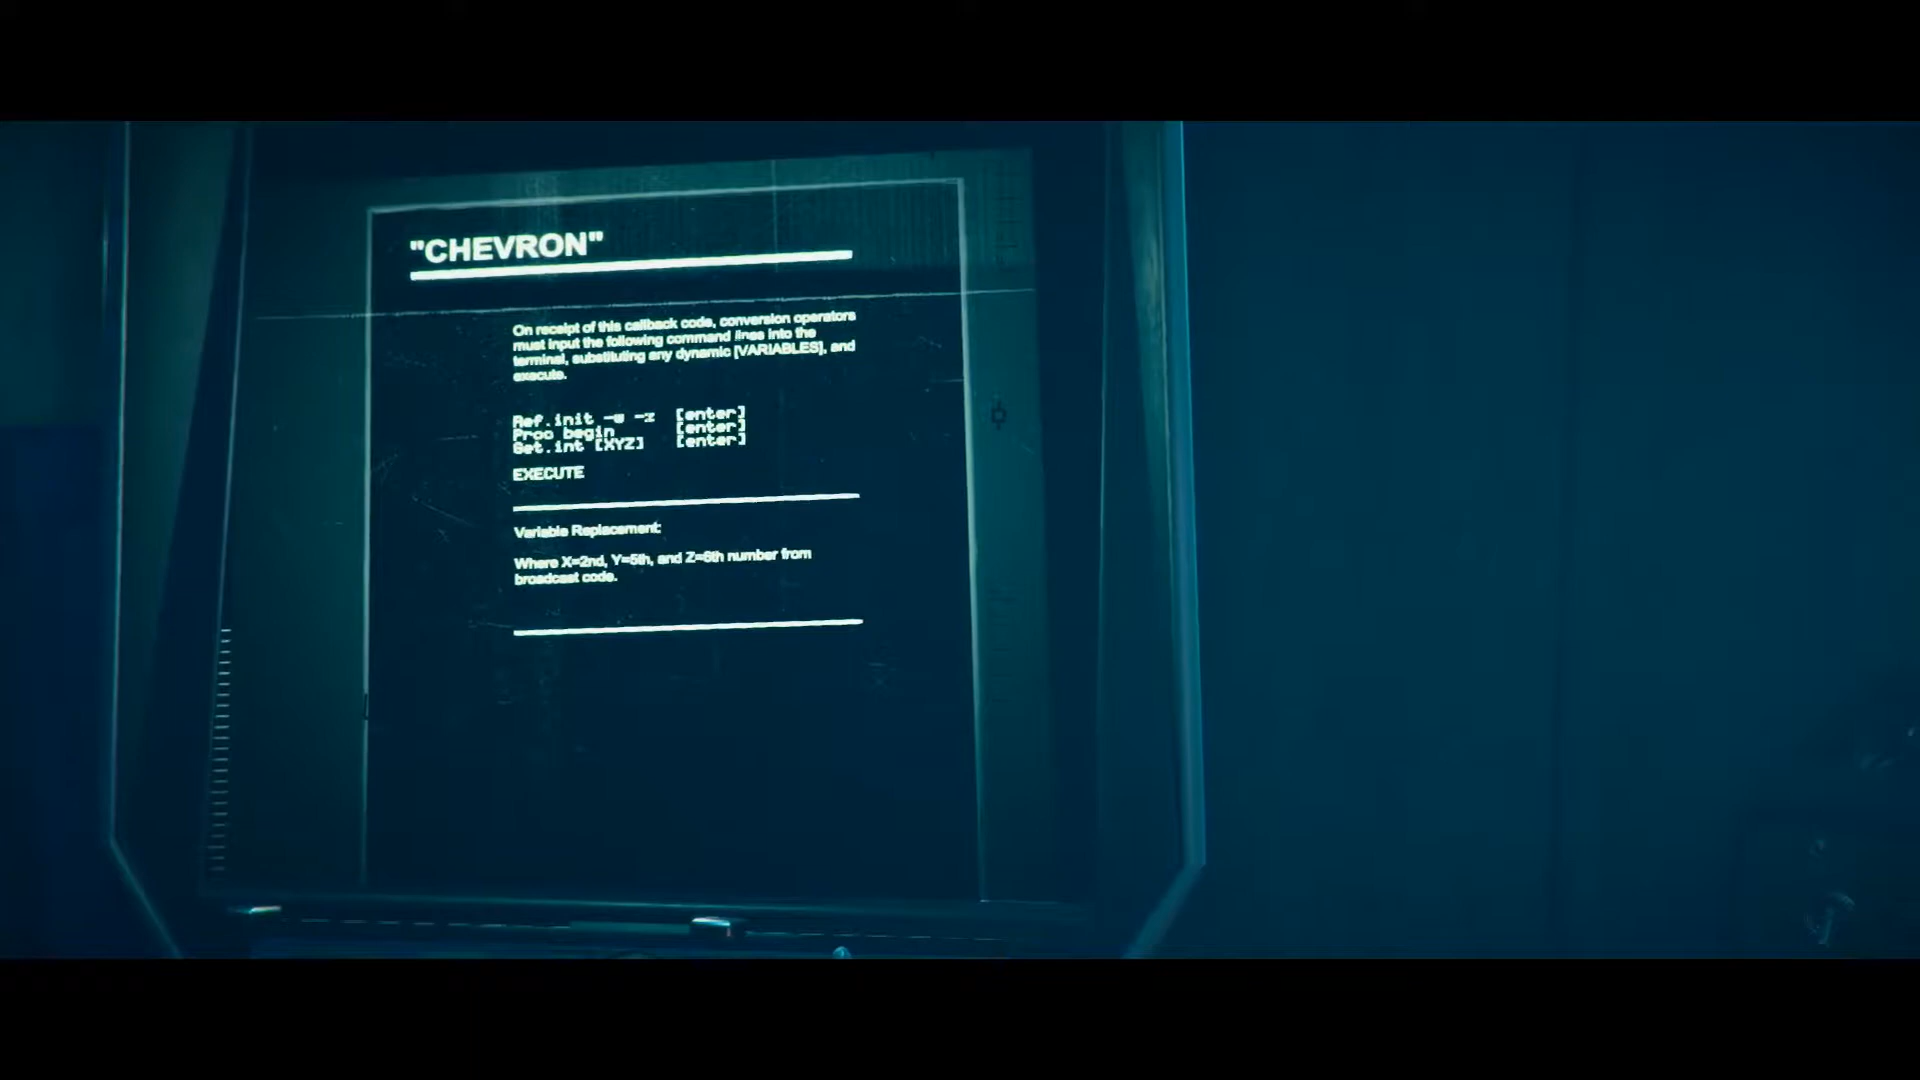 "CHEVRON"
On receipt of this callback code, conversion operators
must input the following command lines into the
terminal, substituting any dynamic [VARIABLES], and
execute.
Ref.init -w -z [enter]
Proc begin [enter]
Set.int [XYZ] [enter]
EXECUTE
Variable Replacement:
Where X=2nd, Y=5th, and Z=6th number from
broadcast code.